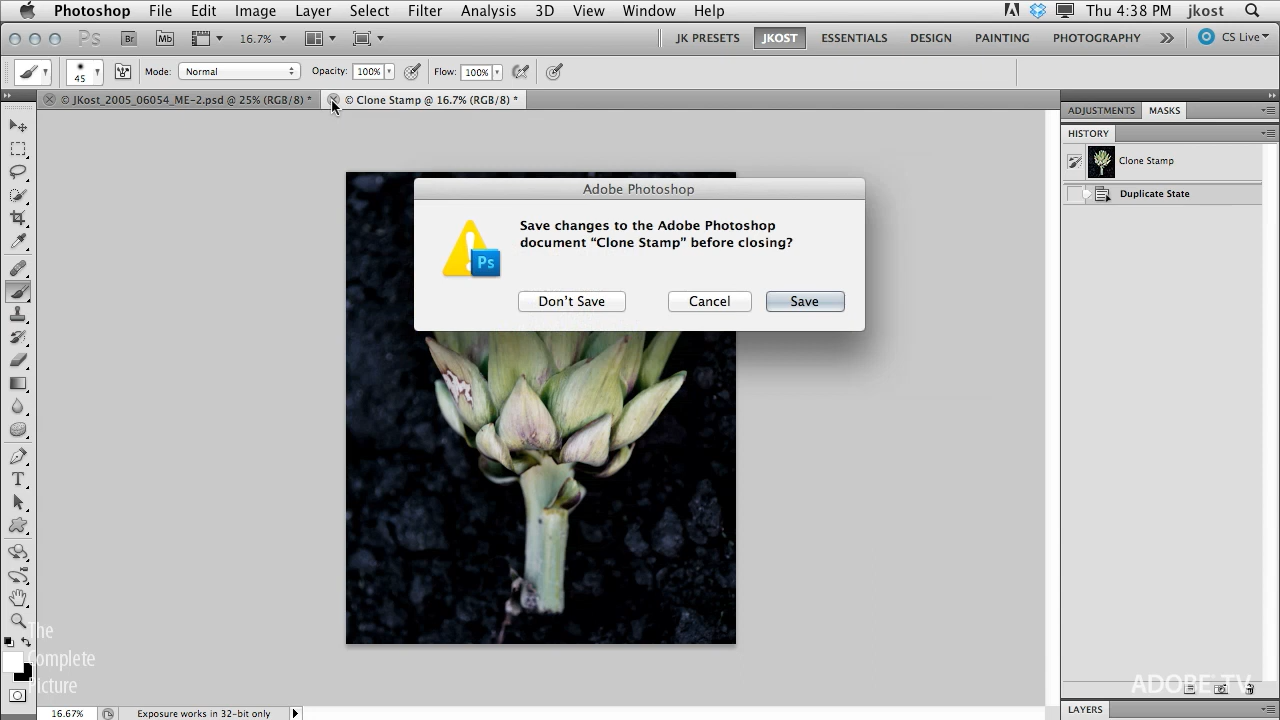 Photoshop File Edit Image Layer Select Filter Analysis 3D View Window Help Thu 4:38 PM jkost
Ps Br Mb 16.7% JK PRESETS JKOST ESSENTIALS DESIGN PAINTING PHOTOGRAPHY CS Live
45 Mode: Normal Opacity: 100% Flow: 100%
© JKost_2005_06054_ME-2.psd @ 25% (RGB/8) * © Clone Stamp @ 16.7% (RGB/8) *
ADJUSTMENTS MASKS
HISTORY
Clone Stamp
Duplicate State
Adobe Photoshop
Save changes to the Adobe Photoshop
document “Clone Stamp” before closing?
Ps
Don't Save Cancel Save
T
The
Complete
Picture
ADOBE TV
16.67% Exposure works in 32-bit only
LAYERS